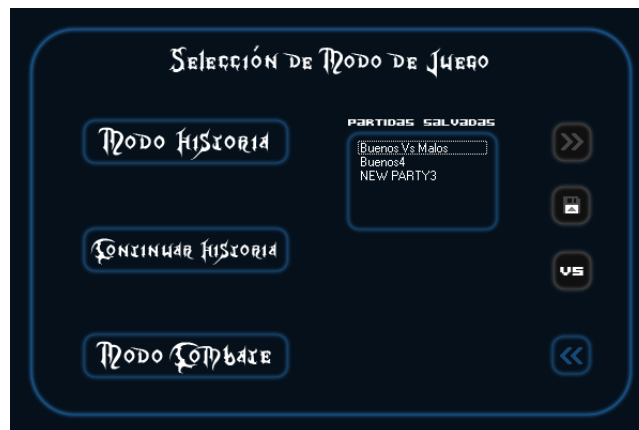 Selección de Modo de Juego
Modo Historia
Partidas Salvadas
Buenos Vs Malos
Buenos4
NEW PARTY3
Continuar Historia
VS
Modo Combate